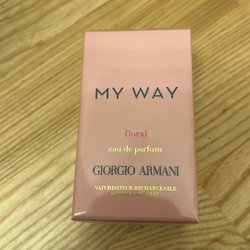 MY WAY
floral
eau de parfum
GIORGIO ARMANI
VAPORISATEUR RECHARGEABLE